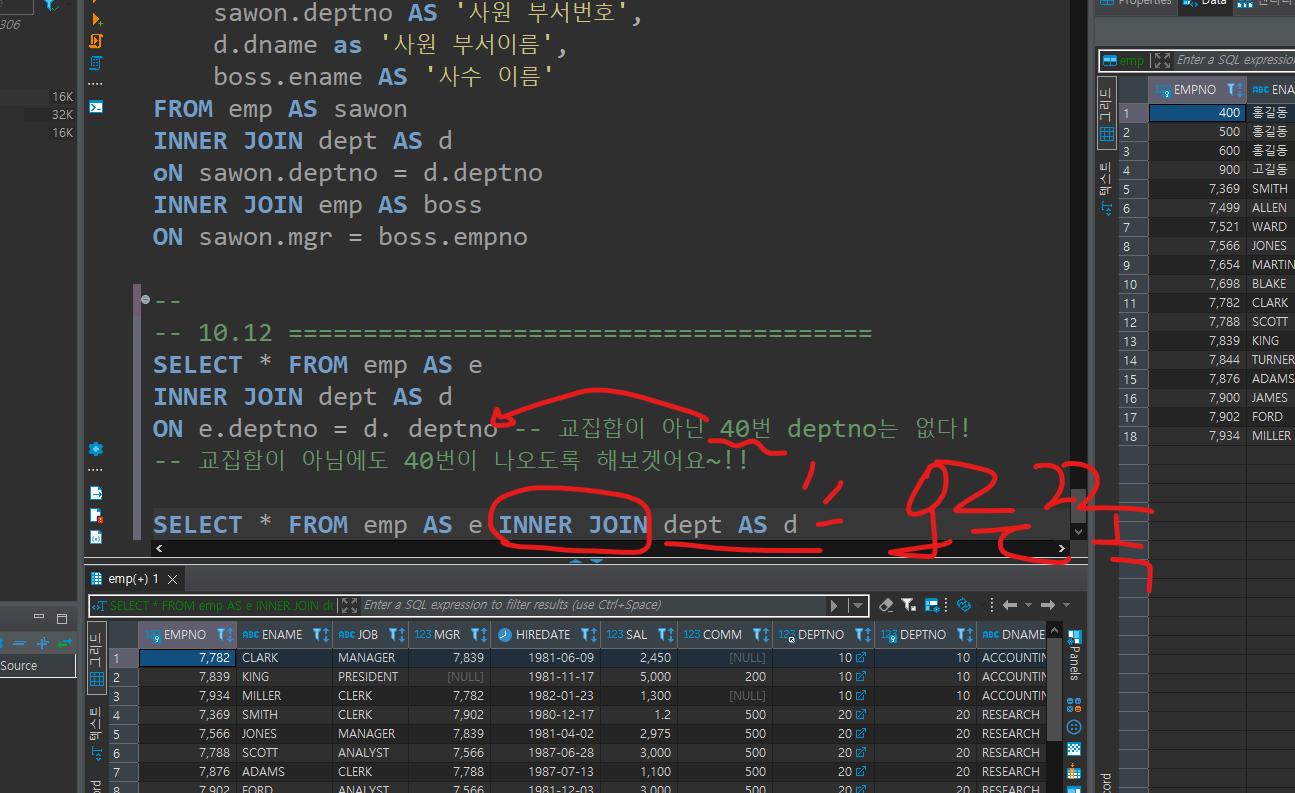 306
16K
32K
16K
Source
sawon.deptno AS '사원 부서번호',
d.dname as '사원 부서이름',
boss.ename AS '사수 이름'
FROM emp AS sawon
INNER JOIN dept AS d
oN sawon.deptno = d.deptno
INNER JOIN emp AS boss
ON sawon.mgr = boss.empno
--
-- 10.12 =======================================
SELECT * FROM emp AS e
INNER JOIN dept AS d
ON e.deptno = d. deptno -- 교집합이 아닌 40번 deptno는 없다!
-- 교집합이 아님에도 40번이 나오도록 해보겟어요~!!
SELECT * FROM emp AS e INNER JOIN dept AS d
오른쪽
emp(+) 1
SELECT * FROM emp AS e INNER JOIN de
Enter a SQL expression to filter results (use Ctrl+Space)
그리드
텍스트
Panels
EMPNO ABC ENAME ABC JOB 123 MGR HIREDATE 123 SAL 123 COMM 123 DEPTNO 123 DEPTNO ABC DNAME
1 7,782 CLARK MANAGER 7,839 1981-06-09 2,450 [NULL] 10 10 ACCOUNTIN
2 7,839 KING PRESIDENT [NULL] 1981-11-17 5,000 200 10 10 ACCOUNTIN
3 7,934 MILLER CLERK 7,782 1982-01-23 1,300 [NULL] 10 10 ACCOUNTIN
4 7,369 SMITH CLERK 7,902 1980-12-17 1.2 500 20 20 RESEARCH
5 7,566 JONES MANAGER 7,839 1981-04-02 2,975 500 20 20 RESEARCH
6 7,788 SCOTT ANALYST 7,566 1987-06-28 3,000 500 20 20 RESEARCH
7 7,876 ADAMS CLERK 7,788 1987-07-13 1,100 500 20 20 RESEARCH
8 7,902 FORD ANALYST 7,566 1981-12-03 3,000 500 20 20 RESEARCH
Properties Data
emp Enter a SQL expression
그리드
텍스트
EMPNO ABC ENA
1 400 홍길동
2 500 홍길동
3 600 홍길동
4 900 고길동
5 7,369 SMITH
6 7,499 ALLEN
7 7,521 WARD
8 7,566 JONES
9 7,654 MARTIN
10 7,698 BLAKE
11 7,782 CLARK
12 7,788 SCOTT
13 7,839 KING
14 7,844 TURNER
15 7,876 ADAMS
16 7,900 JAMES
17 7,902 FORD
18 7,934 MILLER
ord